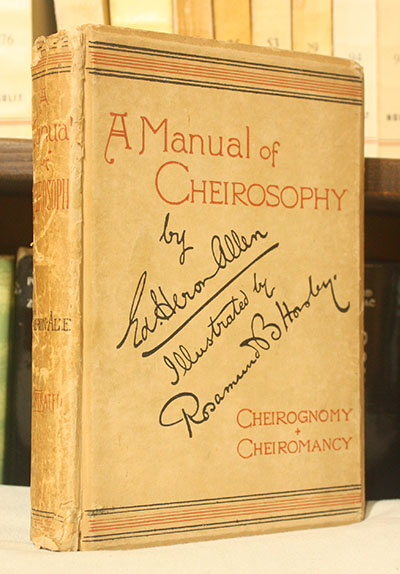 A Manual of
CHEIROSOPHY
by
Ed. Heron Allen
Illustrated by
Rosamund B Horsley.
CHEIROGNOMY
+
CHEIROMANCY
A